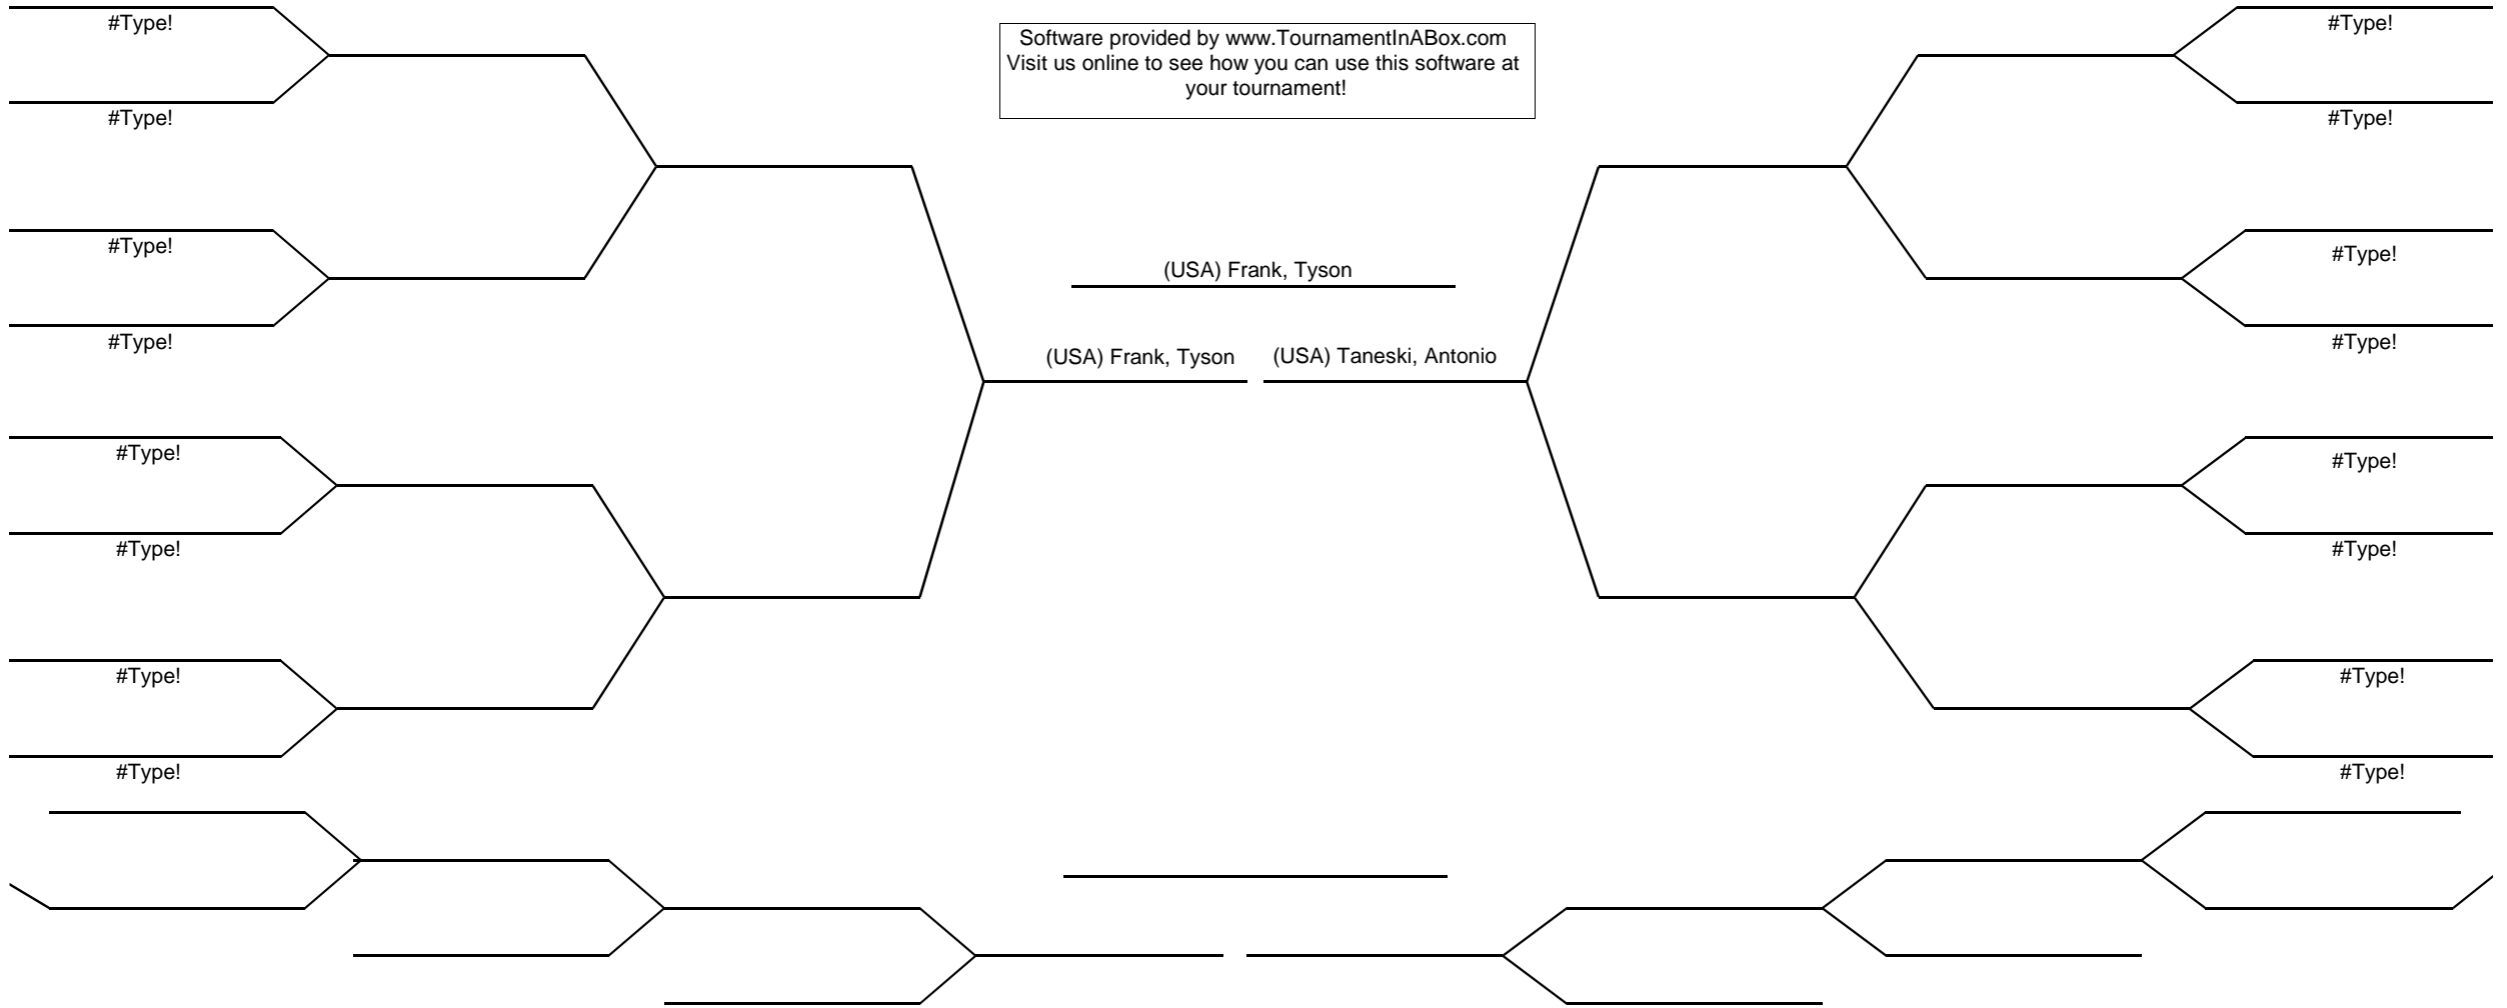 #Type!
#Type!
Software provided by www.TournamentInABox.com
Visit us online to see how you can use this software at
your tournament!
#Type!
#Type!
#Type!
#Type!
(USA) Frank, Tyson
#Type!
#Type!
(USA) Frank, Tyson
(USA) Taneski, Antonio
#Type!
#Type!
#Type!
#Type!
#Type!
#Type!
#Type!
#Type!